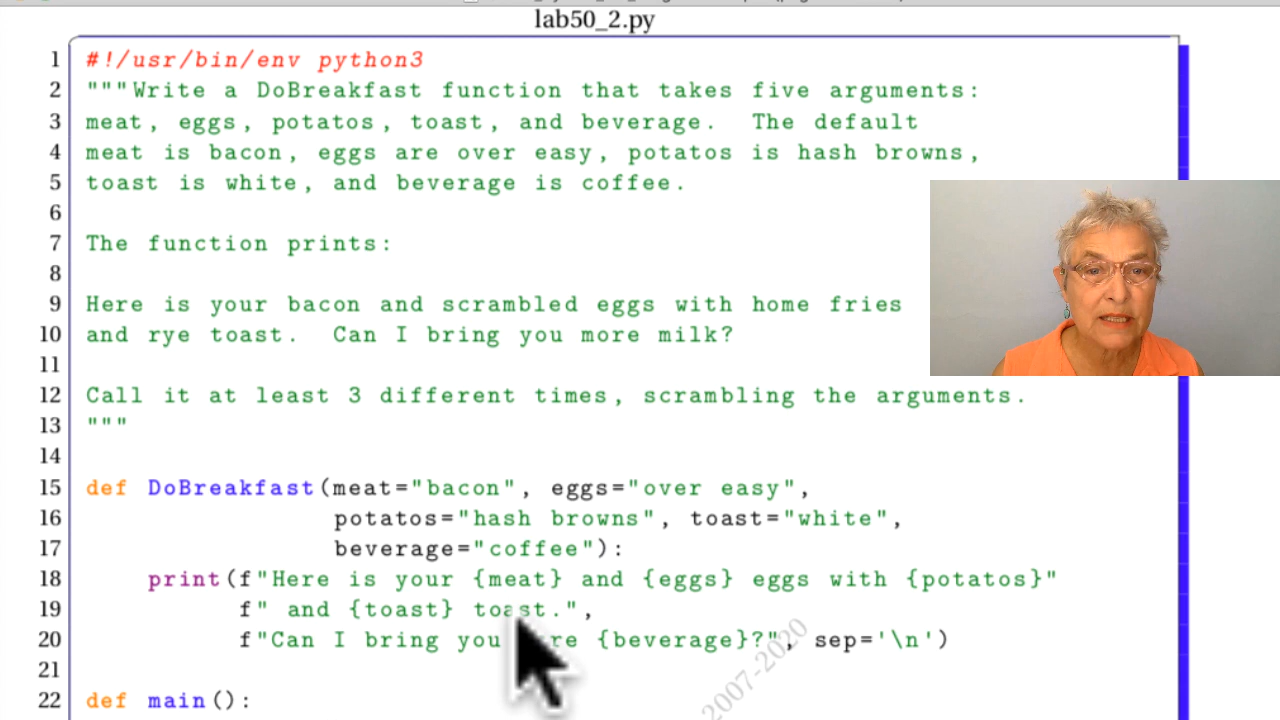 lab50_2.py
1 #!/usr/bin/env python3
2 """Write a DoBreakfast function that takes five arguments:
3 meat, eggs, potatos, toast, and beverage.  The default
4 meat is bacon, eggs are over easy, potatos is hash browns,
5 toast is white, and beverage is coffee.
6
7 The function prints:
8
9 Here is your bacon and scrambled eggs with home fries
10 and rye toast.  Can I bring you more milk?
11
12 Call it at least 3 different times, scrambling the arguments.
13 """
14
15 def DoBreakfast(meat="bacon", eggs="over easy",
16                 potatos="hash browns", toast="white",
17                 beverage="coffee"):
18     print(f"Here is your {meat} and {eggs} eggs with {potatos}"
19           f" and {toast} toast.",
20           f"Can I bring you {beverage}?", sep='\n')
21
22 def main():
2007-2020